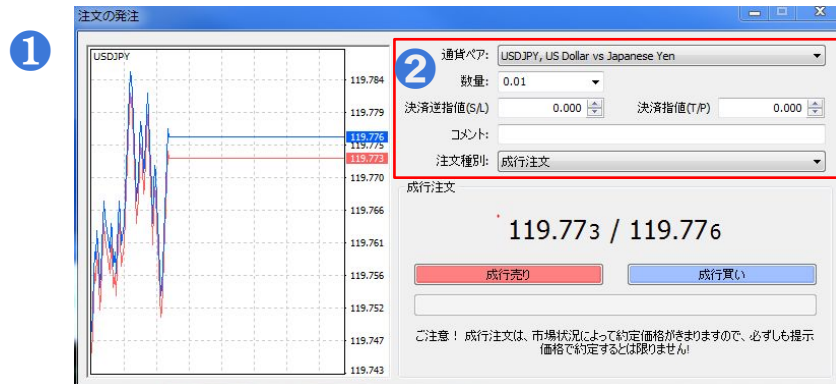 注文の発注
1
USDJPY
119.784
119.779
119.776
119.775
119.773
119.770
119.766
119.761
119.756
119.752
119.747
119.743
2
通貨ペア: USDJPY, US Dollar vs Japanese Yen
数量: 0.01
決済逆指値(S/L) 0.000 決済指値(T/P) 0.000
コメント:
注文種別: 成行注文
成行注文
119.773 / 119.776
成行売り 成行買い
ご注意！ 成行注文は、市場状況によって約定価格がきまりますので、必ずしも提示
価格で約定するとは限りません!